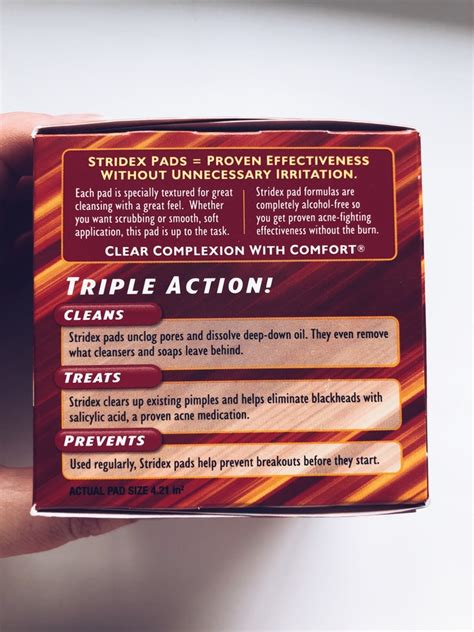 STRIDEX PADS = PROVEN EFFECTIVENESS
WITHOUT UNNECESSARY IRRITATION.
Each pad is specially textured for great
cleansing with a great feel. Whether
you want scrubbing or smooth, soft
application, this pad is up to the task.
Stridex pad formulas are
completely alcohol-free so
you get proven acne-fighting
effectiveness without the burn.
CLEAR COMPLEXION WITH COMFORT®
TRIPLE ACTION!
CLEANS
Stridex pads unclog pores and dissolve deep-down oil. They even remove
what cleansers and soaps leave behind.
TREATS
Stridex clears up existing pimples and helps eliminate blackheads with
salicylic acid, a proven acne medication.
PREVENTS
Used regularly, Stridex pads help prevent breakouts before they start.
ACTUAL PAD SIZE 4.21 in²